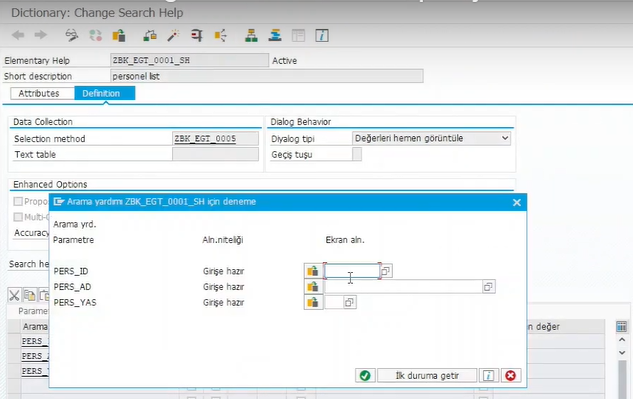 Dictionary: Change Search Help
Elementary Help ZBK_EGT_0001_SH Active
Short description personel list
Attributes Definition
Data Collection Dialog Behavior
Selection method ZBK_EGT_0005 Diyalog tipi Değerleri hemen görüntüle
Text table Geçiş tuşu
Enhanced Options
Propo
Multi-
Accuracy
Arama yardımı ZBK_EGT_0001_SH için deneme
Arama yrd.
Parametre Aln.niteliği Ekran aln.
PERS_ID Girişe hazır
PERS_AD Girişe hazır
PERS_YAS Girişe hazır
İlk duruma getir
Search he
Param
Arama n değer
PERS_
PERS_
PERS_